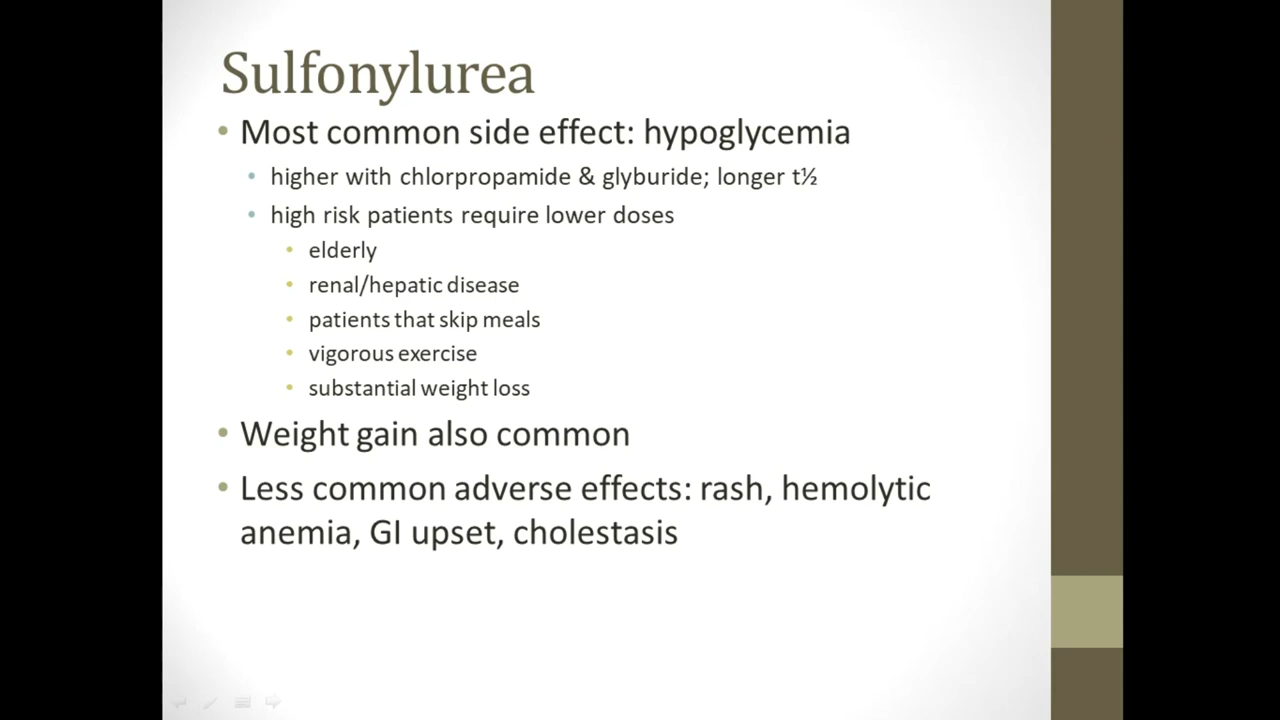 Sulfonylurea
• Most common side effect: hypoglycemia
• higher with chlorpropamide & glyburide; longer t½
• high risk patients require lower doses
• elderly
• renal/hepatic disease
• patients that skip meals
• vigorous exercise
• substantial weight loss
• Weight gain also common
• Less common adverse effects: rash, hemolytic
anemia, GI upset, cholestasis